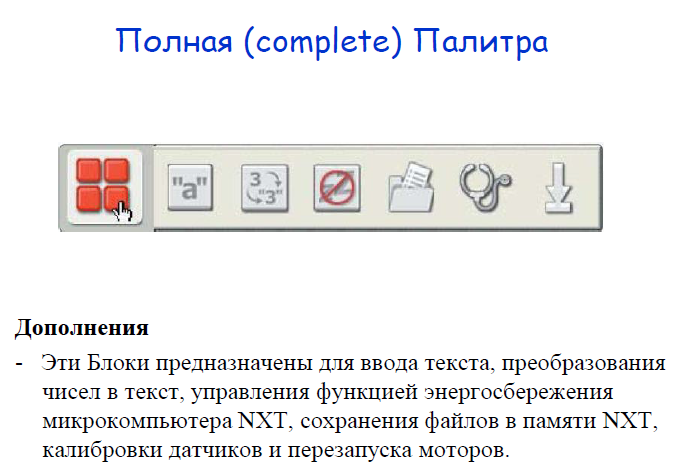 Полная (complete) Палитра
"a"
3
"3"
Дополнения
- Эти Блоки предназначены для ввода текста, преобразования
чисел в текст, управления функцией энергосбережения
микрокомпьютера NXT, сохранения файлов в памяти NXT,
калибровки датчиков и перезапуска моторов.